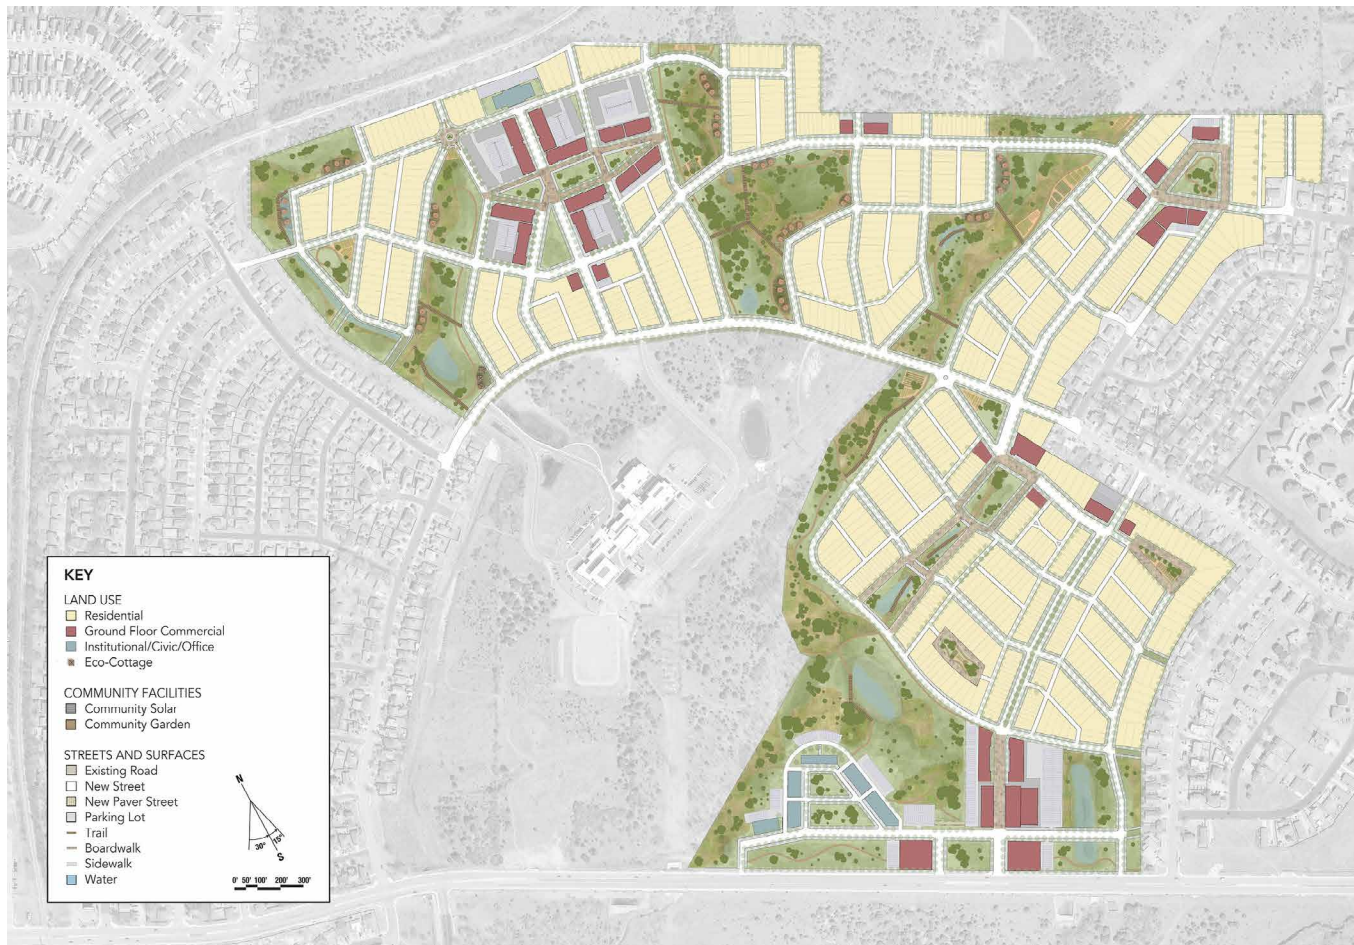 KEY
LAND USE
Residential
Ground Floor Commercial
Institutional/Civic/Office
Eco-Cottage
COMMUNITY FACILITIES
Community Solar
Community Garden
STREETS AND SURFACES
Existing Road
New Street
New Paver Street
Parking Lot
Trail
Boardwalk
Sidewalk
Water
N
30° 15°
S
0' 50' 100' 200' 300'